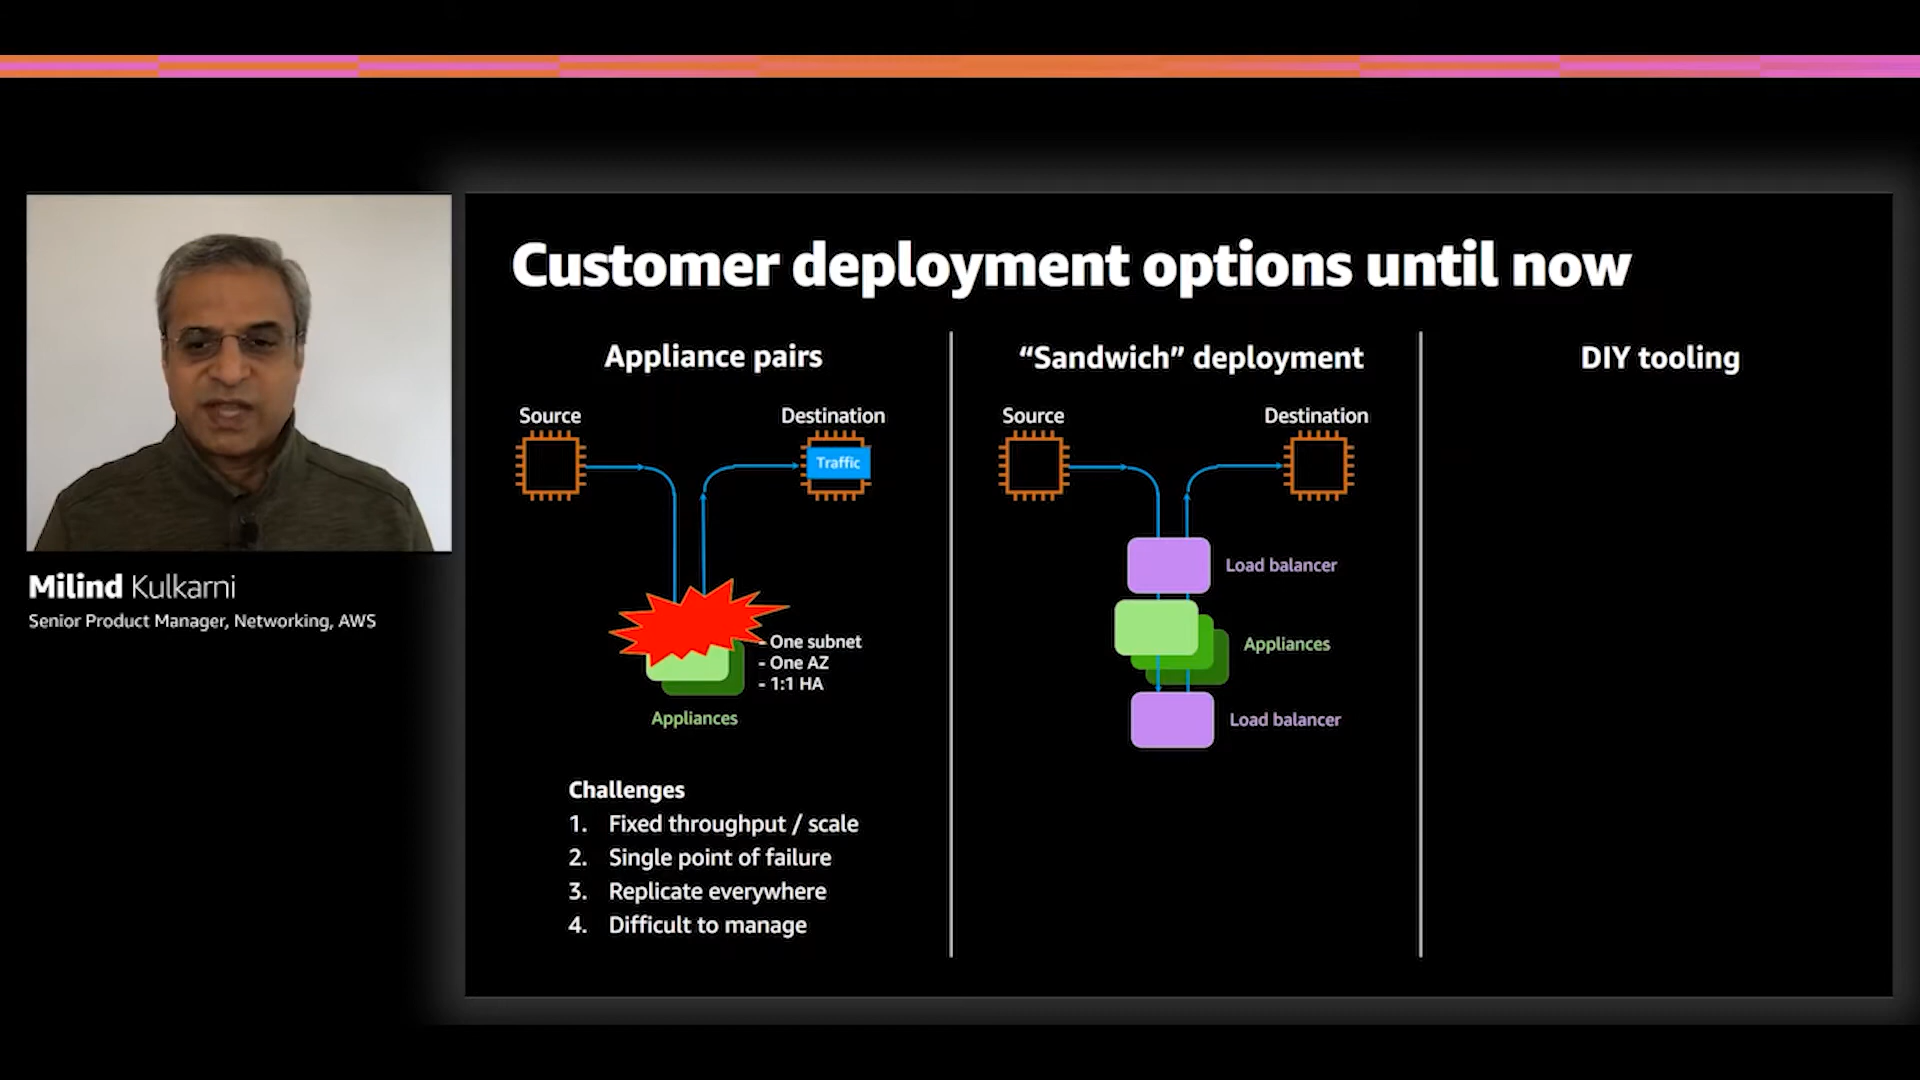 Customer deployment options until now
Appliance pairs
Source
Destination
Traffic
- One subnet
- One AZ
- 1:1 HA
Appliances
Challenges
1. Fixed throughput / scale
2. Single point of failure
3. Replicate everywhere
4. Difficult to manage
“Sandwich” deployment
Source
Destination
Load balancer
Appliances
Load balancer
DIY tooling
Milind Kulkarni
Senior Product Manager, Networking, AWS